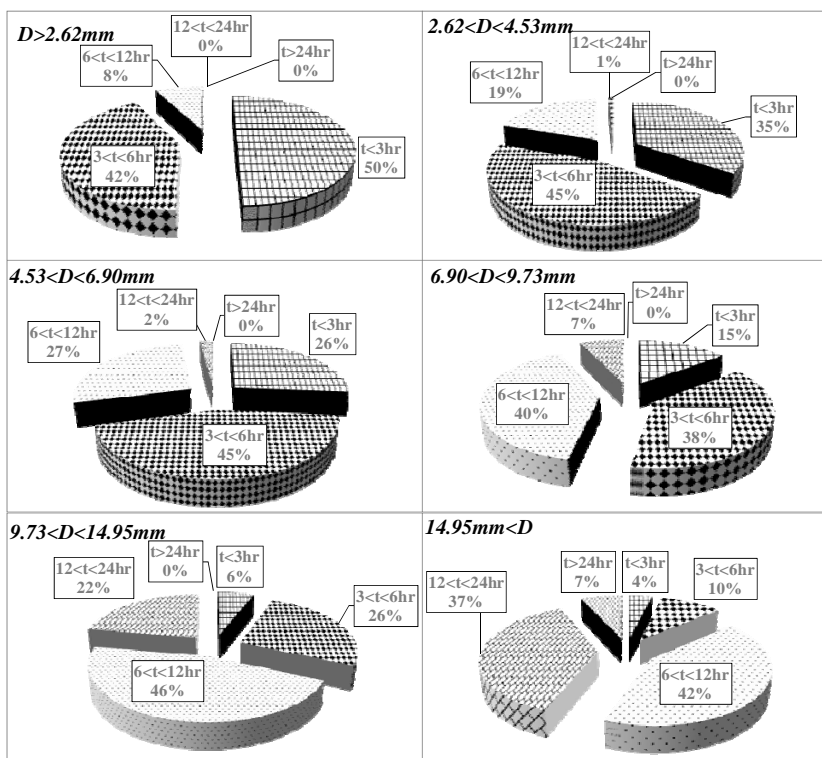 D>2.62mm
12<t<24hr
0%
6<t<12hr
8%
t>24hr
0%
t<3hr
50%
3<t<6hr
42%
2.62<D<4.53mm
12<t<24hr
1%
t>24hr
0%
6<t<12hr
19%
t<3hr
35%
3<t<6hr
45%
4.53<D<6.90mm
12<t<24hr
2%
t>24hr
0%
t<3hr
26%
6<t<12hr
27%
3<t<6hr
45%
6.90<D<9.73mm
12<t<24hr
7%
t>24hr
0%
t<3hr
15%
6<t<12hr
40%
3<t<6hr
38%
9.73<D<14.95mm
12<t<24hr
22%
t>24hr
0%
t<3hr
6%
3<t<6hr
26%
6<t<12hr
46%
14.95mm<D
12<t<24hr
37%
t>24hr
7%
t<3hr
4%
3<t<6hr
10%
6<t<12hr
42%